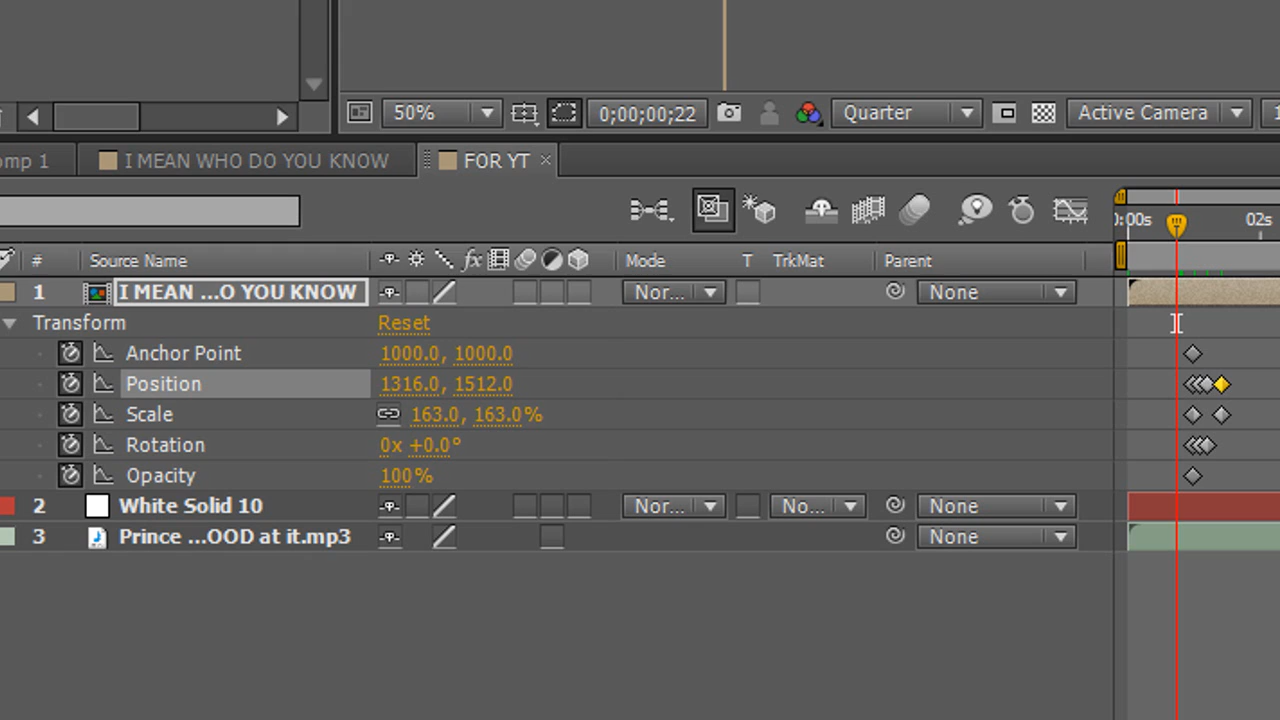 50% 0;00;00;22 Quarter Active Camera
omp 1 I MEAN WHO DO YOU KNOW FOR YT ×
0:00s 02s
# Source Name fx Mode T TrkMat Parent
1 I MEAN ...O YOU KNOW Nor... None
Transform Reset
Anchor Point 1000.0, 1000.0
Position 1316.0, 1512.0
Scale 163.0, 163.0%
Rotation 0x +0.0°
Opacity 100%
2 White Solid 10 Nor... No... None
3 Prince ...OOD at it.mp3 None